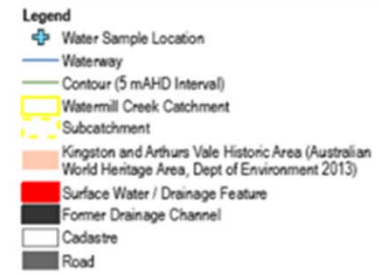 Legend
Water Sample Location
Waterway
Contour (5 mAHD Interval)
Watermill Creek Catchment
Subcatchment
Kingston and Arthurs Vale Historic Area (Australian
World Heritage Area, Dept of Environment 2013)
Surface Water / Drainage Feature
Former Drainage Channel
Cadastre
Road